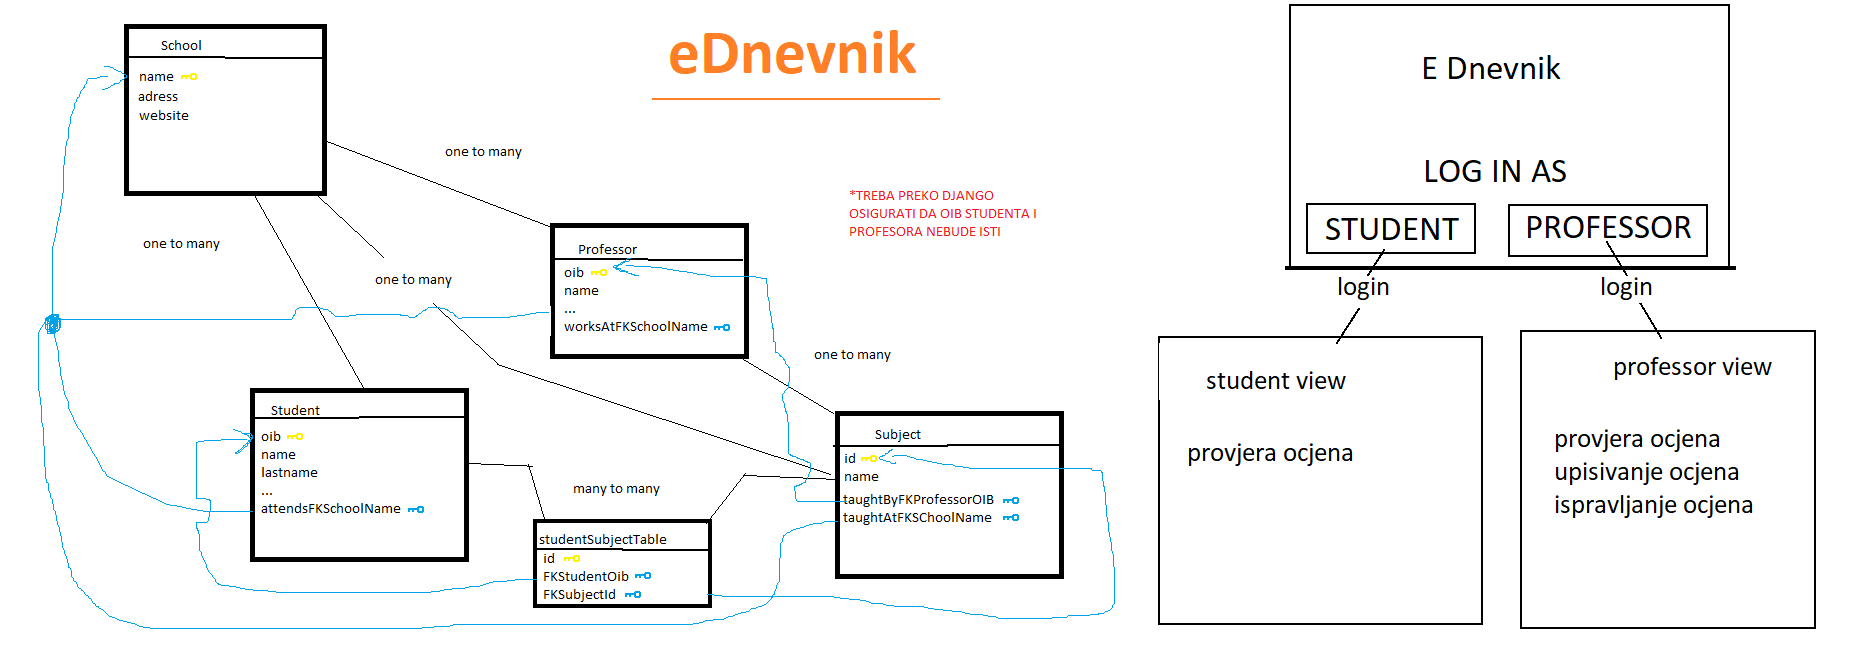 eDnevnik
School
name
adress
website
one to many
one to many
one to many
*TREBA PREKO DJANGO
OSIGURATI DA OIB STUDENTA I
PROFESORA NEBUDE ISTI
Professor
oib
name
...
worksAtFKSchoolName
one to many
Student
oib
name
lastname
...
attendsFKSchoolName
many to many
studentSubjectTable
id
FKStudentOib
FKSubjectId
Subject
id
name
taughtByFKProfessorOIB
taughtAtFKSChoolName
E Dnevnik
LOG IN AS
STUDENT
PROFESSOR
login
login
student view
provjera ocjena
professor view
provjera ocjena
upisivanje ocjena
ispravljanje ocjena